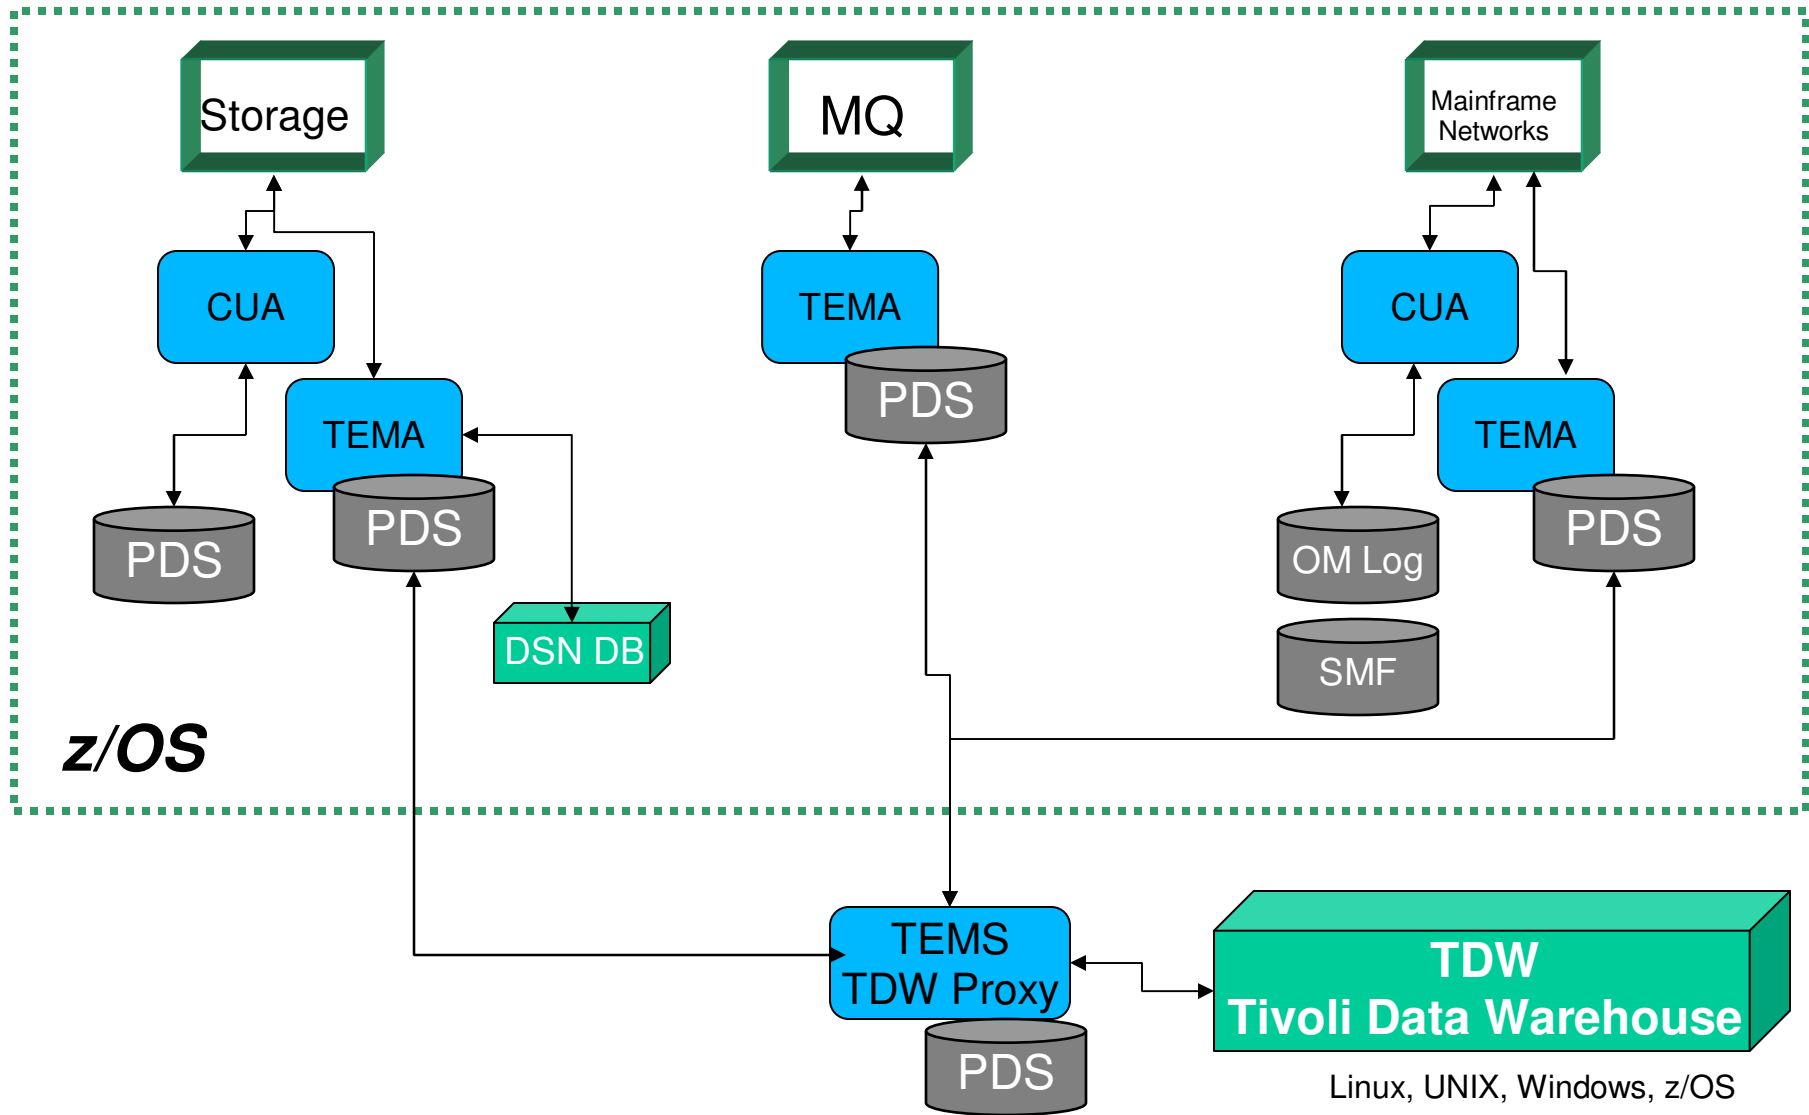 Storage
MQ
Mainframe
Networks
CUA
TEMA
CUA
TEMA
PDS
TEMA
PDS
PDS
OM Log
PDS
DSN DB
SMF
z/OS
TEMS
TDW Proxy
PDS
TDW
Tivoli Data Warehouse
Linux, UNIX, Windows, z/OS